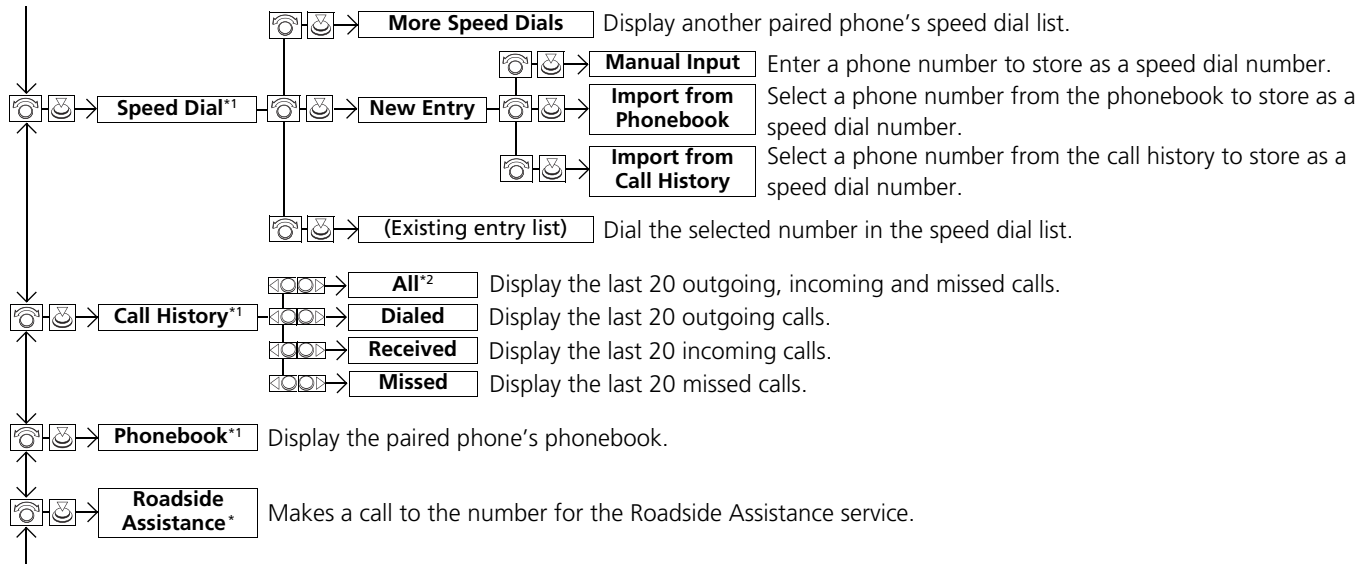 More Speed Dials Display another paired phone’s speed dial list.
Manual Input Enter a phone number to store as a speed dial number.
Speed Dial*1 New Entry Import from Phonebook Select a phone number from the phonebook to store as a
speed dial number.
Import from Call History Select a phone number from the call history to store as a
speed dial number.
(Existing entry list) Dial the selected number in the speed dial list.
All*2 Display the last 20 outgoing, incoming and missed calls.
Call History*1 Dialed Display the last 20 outgoing calls.
Received Display the last 20 incoming calls.
Missed Display the last 20 missed calls.
Phonebook*1 Display the paired phone’s phonebook.
Roadside
Assistance* Makes a call to the number for the Roadside Assistance service.